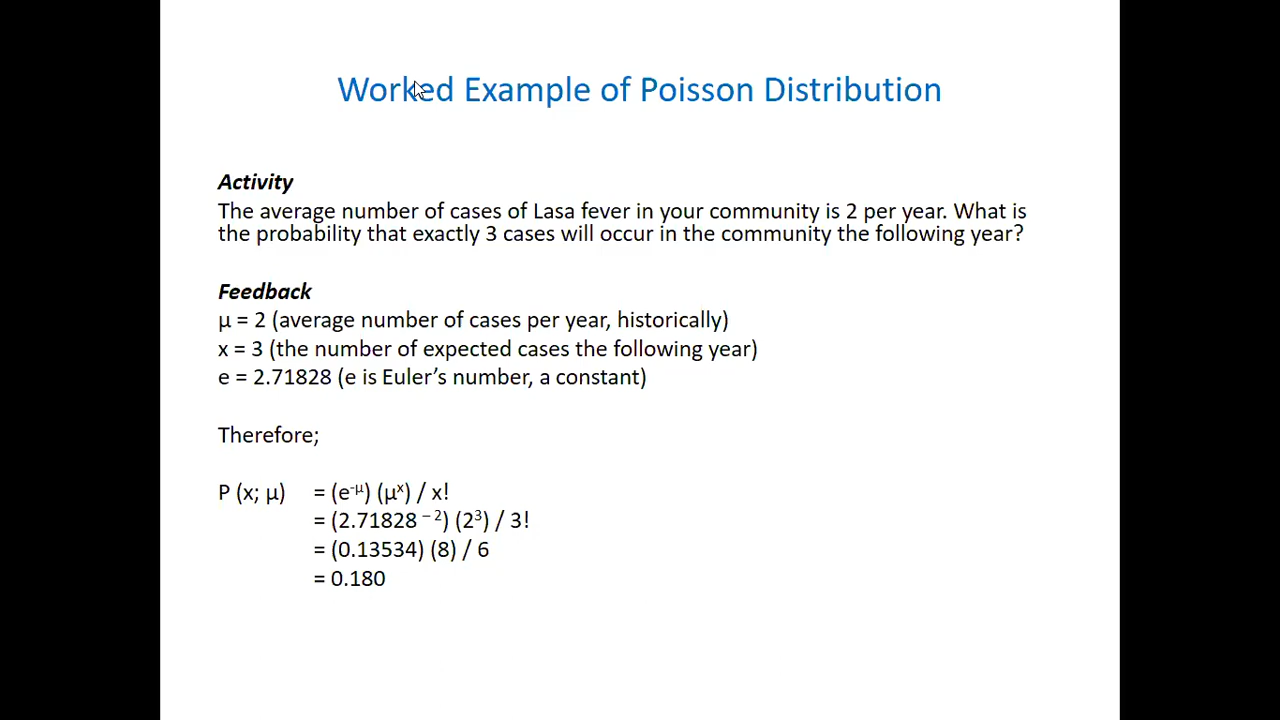 Worked Example of Poisson Distribution
Activity
The average number of cases of Lasa fever in your community is 2 per year. What is
the probability that exactly 3 cases will occur in the community the following year?
Feedback
μ = 2 (average number of cases per year, historically)
x = 3 (the number of expected cases the following year)
e = 2.71828 (e is Euler’s number, a constant)
Therefore;
P (x; μ) = (e⁻ᵘ) (μˣ) / x!
= (2.71828 ⁻ ²) (2³) / 3!
= (0.13534) (8) / 6
= 0.180